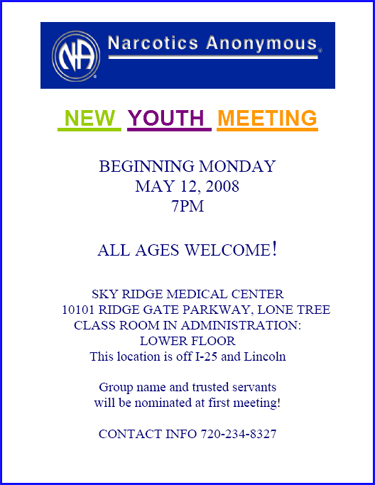 NA Narcotics Anonymous®
NEW YOUTH MEETING
BEGINNING MONDAY
MAY 12, 2008
7PM
ALL AGES WELCOME!
SKY RIDGE MEDICAL CENTER
10101 RIDGE GATE PARKWAY, LONE TREE
CLASS ROOM IN ADMINISTRATION:
LOWER FLOOR
This location is off I-25 and Lincoln
Group name and trusted servants
will be nominated at first meeting!
CONTACT INFO 720-234-8327